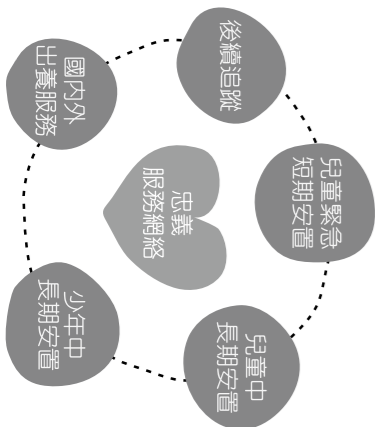 忠義
服務網絡
兒童緊急
短期安置
兒童中
長期安置
少年中
長期安置
國內外
出養服務
後續追蹤